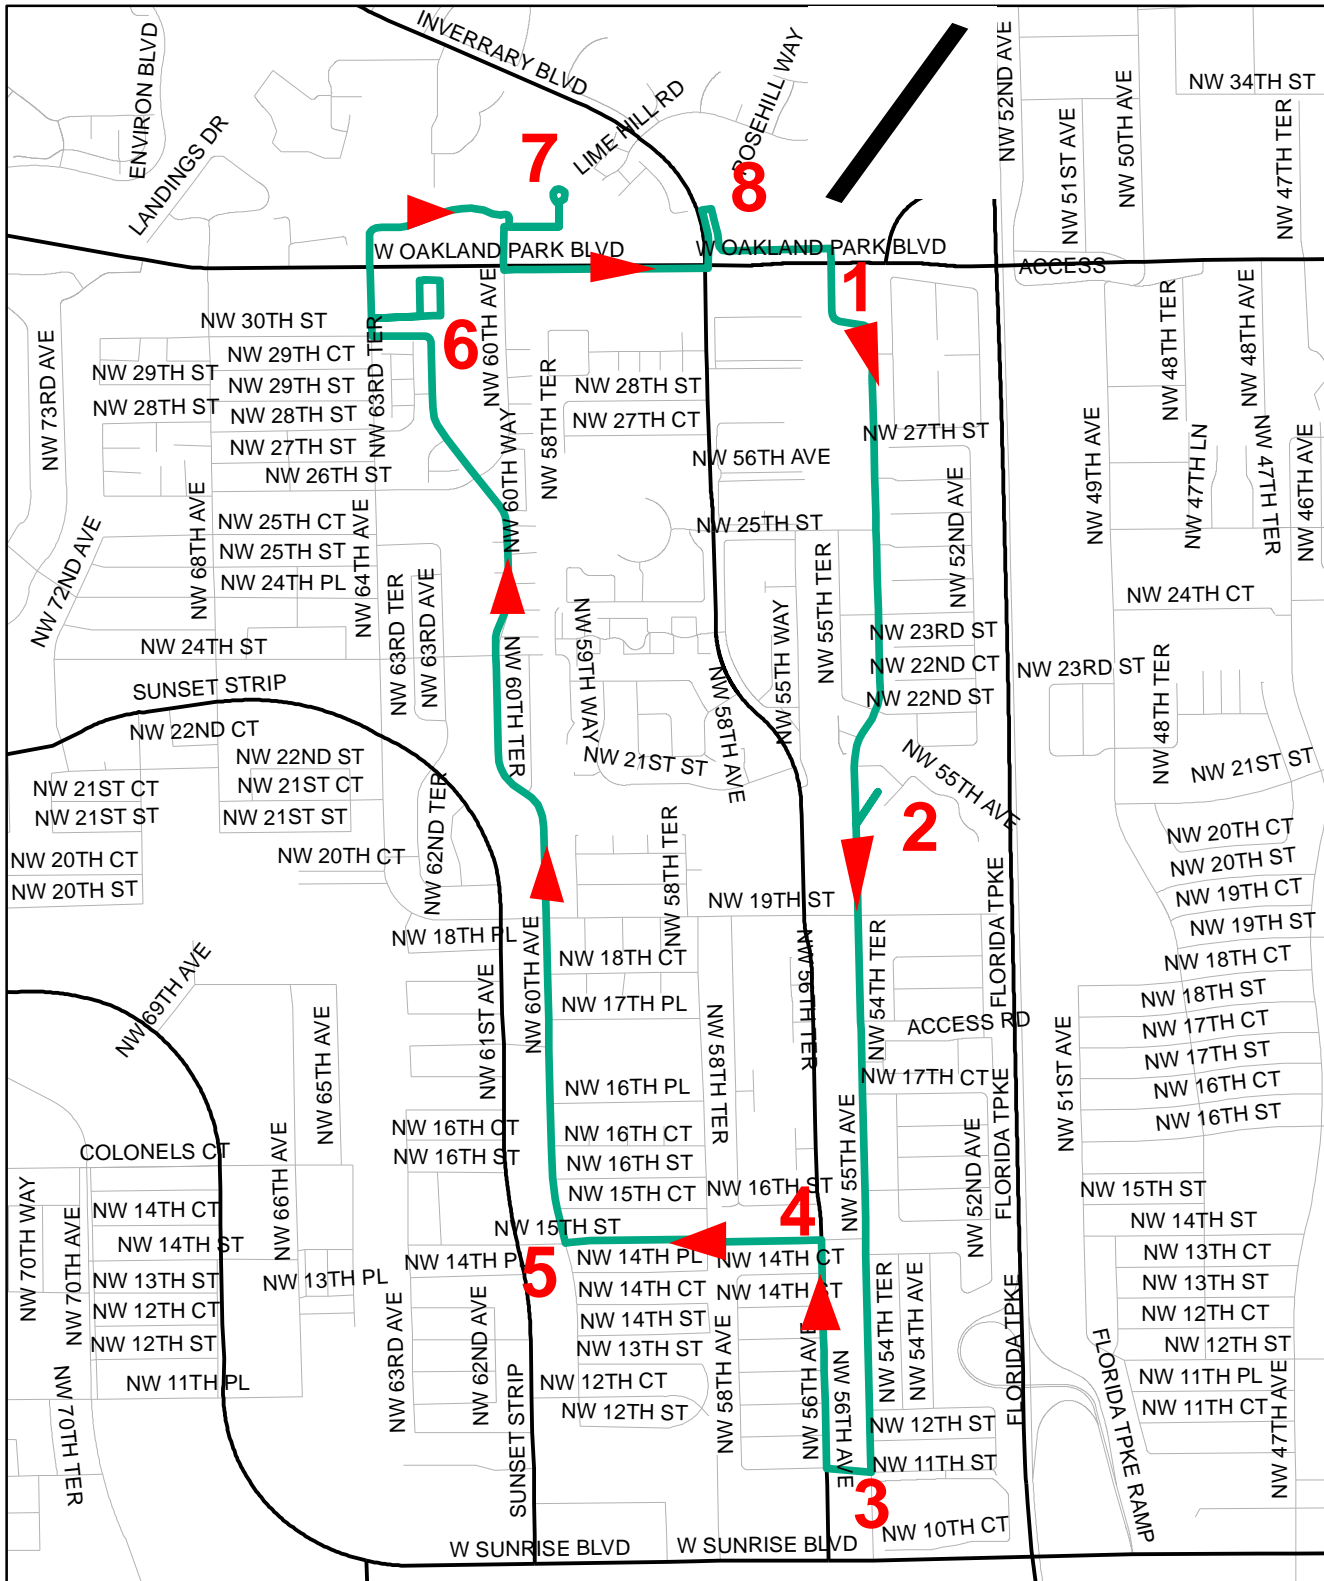 INVERRARY BLVD
ENVIRON BLVD
LANDINGS DR
LIME HILL RD
ROSEHILL WAY
NW 52ND AVE
NW 51ST AVE
NW 50TH AVE
NW 34TH ST
NW 47TH TER
7
8
W OAKLAND PARK BLVD
W OAKLAND PARK BLVD
ACCESS
1
6
NW 73RD AVE
NW 30TH ST
NW 29TH CT
NW 29TH ST
NW 29TH ST
NW 28TH ST
NW 28TH ST
NW 27TH ST
NW 26TH ST
NW 63RD TER
NW 60TH AVE
NW 58TH TER
NW 28TH ST
NW 27TH CT
NW 56TH AVE
NW 25TH ST
NW 27TH ST
NW 52ND AVE
NW 48TH TER
NW 48TH AVE
NW 49TH AVE
NW 47TH LN
NW 47TH TER
NW 46TH AVE
NW 72ND AVE
NW 68TH AVE
NW 25TH CT
NW 25TH ST
NW 24TH PL
NW 64TH AVE
NW 60TH WAY
NW 63RD TER
NW 63RD AVE
NW 24TH ST
NW 60TH TER
NW 59TH WAY
NW 58TH AVE
NW 55TH WAY
NW 55TH TER
NW 23RD ST
NW 22ND CT
NW 22ND ST
NW 24TH CT
NW 23RD ST
NW 48TH TER
NW 21ST ST
SUNSET STRIP
NW 22ND CT
NW 22ND ST
NW 21ST CT
NW 21ST CT
NW 21ST ST
NW 21ST ST
NW 20TH CT
NW 20TH CT
NW 20TH ST
NW 62ND TER
NW 21ST ST
NW 58TH TER
NW 55TH AVE
2
NW 19TH ST
NW 20TH CT
NW 20TH ST
NW 19TH CT
NW 19TH ST
NW 18TH CT
NW 18TH ST
NW 17TH CT
NW 17TH ST
NW 16TH CT
NW 16TH ST
NW 69TH AVE
NW 65TH AVE
NW 18TH PL
NW 61ST AVE
NW 60TH AVE
NW 18TH CT
NW 17TH PL
NW 58TH TER
NW 56TH TER
NW 54TH TER
FLORIDA TPKE
ACCESS RD
NW 17TH CT
NW 51ST AVE
NW 16TH PL
NW 16TH CT
NW 16TH ST
NW 15TH CT
NW 16TH CT
NW 16TH ST
NW 16TH ST
NW 55TH AVE
NW 52ND AVE
FLORIDA TPKE
COLONELS CT
NW 66TH AVE
NW 70TH WAY
NW 70TH AVE
NW 14TH CT
NW 14TH ST
NW 13TH ST
NW 12TH CT
NW 12TH ST
NW 11TH PL
NW 13TH PL
4
5
NW 15TH ST
NW 14TH PL
NW 14TH PL
NW 14TH CT
NW 14TH CT
NW 14TH ST
NW 14TH ST
NW 13TH ST
NW 12TH CT
NW 12TH ST
NW 15TH ST
NW 14TH ST
NW 13TH CT
NW 13TH ST
NW 12TH CT
NW 12TH ST
NW 11TH PL
NW 11TH CT
NW 63RD AVE
NW 62ND AVE
SUNSET STRIP
NW 58TH AVE
NW 56TH AVE
NW 56TH AVE
NW 54TH TER
NW 54TH AVE
FLORIDA TPKE
FLORIDA TPKE RAMP
NW 47TH AVE
NW 70TH TER
NW 12TH ST
NW 11TH ST
3
NW 10TH CT
W SUNRISE BLVD
W SUNRISE BLVD